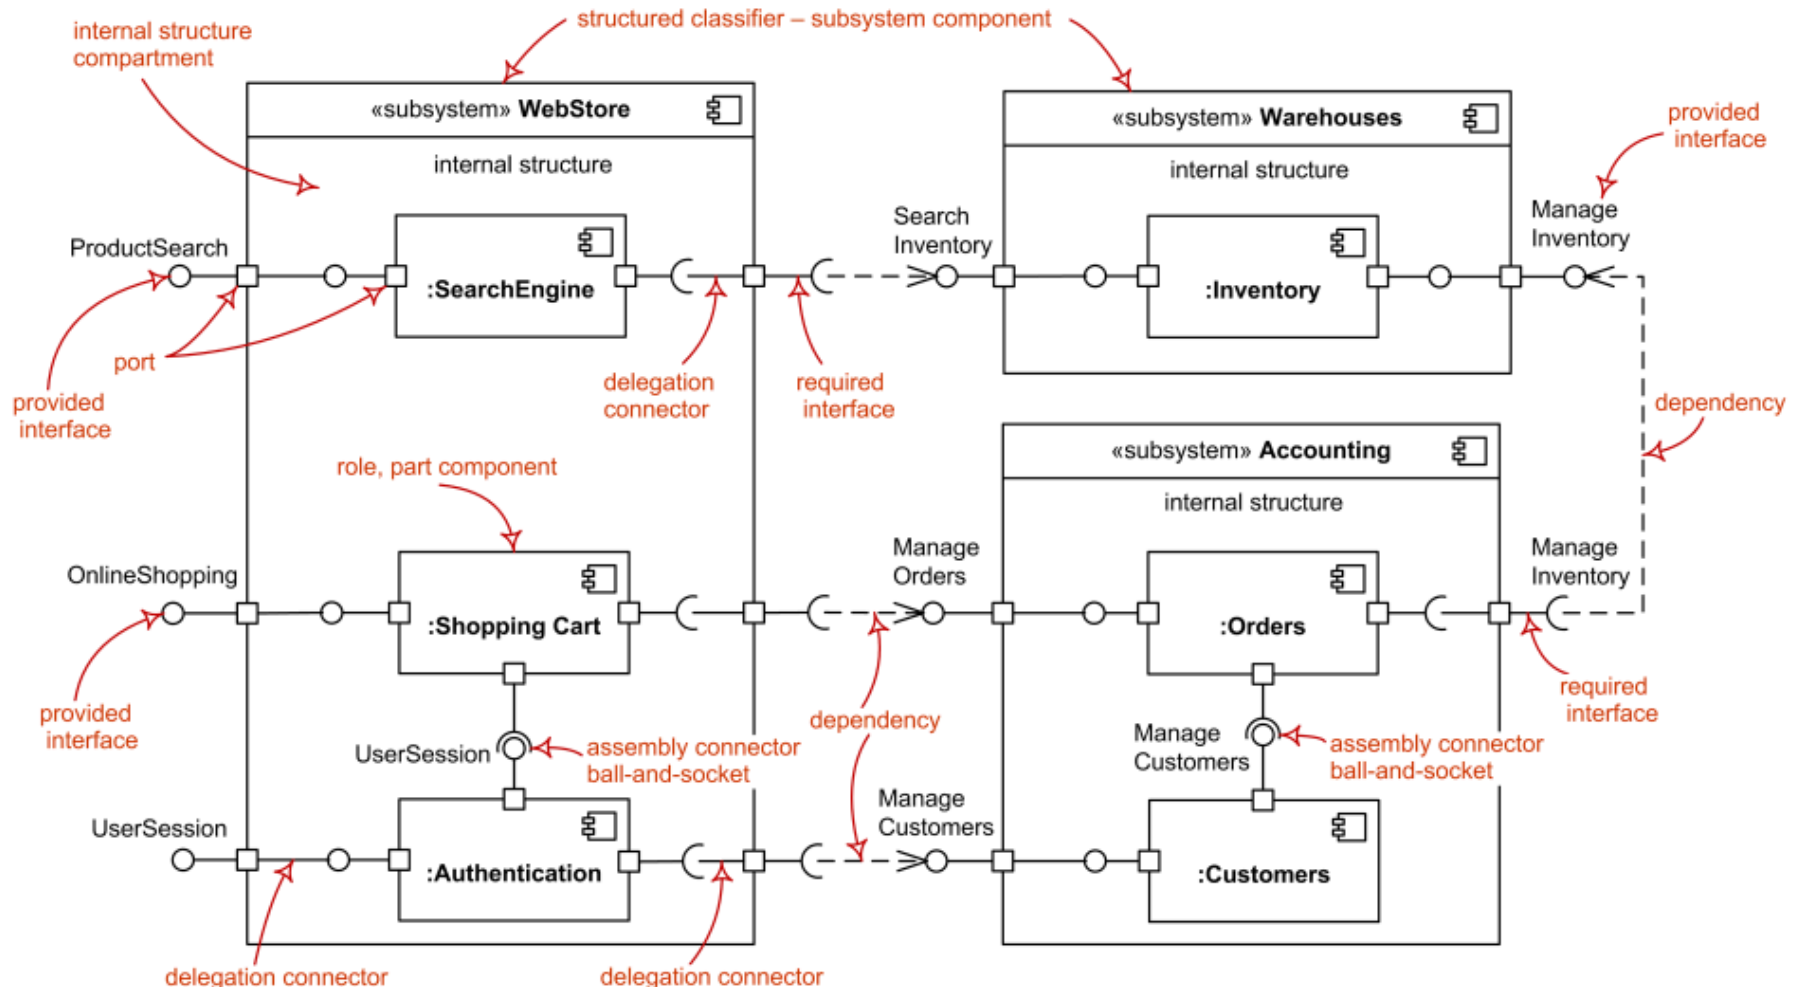 structured classifier – subsystem component
internal structure
compartment
«subsystem» WebStore
«subsystem» Warehouses
provided
interface
internal structure
internal structure
ProductSearch
Search
Inventory
Manage
Inventory
:SearchEngine
:Inventory
port
provided
interface
delegation
connector
required
interface
dependency
«subsystem» Accounting
role, part component
internal structure
OnlineShopping
Manage
Orders
Manage
Inventory
:Shopping Cart
:Orders
provided
interface
dependency
required
interface
UserSession
assembly connector
ball-and-socket
Manage
Customers
assembly connector
ball-and-socket
UserSession
Manage
Customers
:Authentication
:Customers
delegation connector
delegation connector